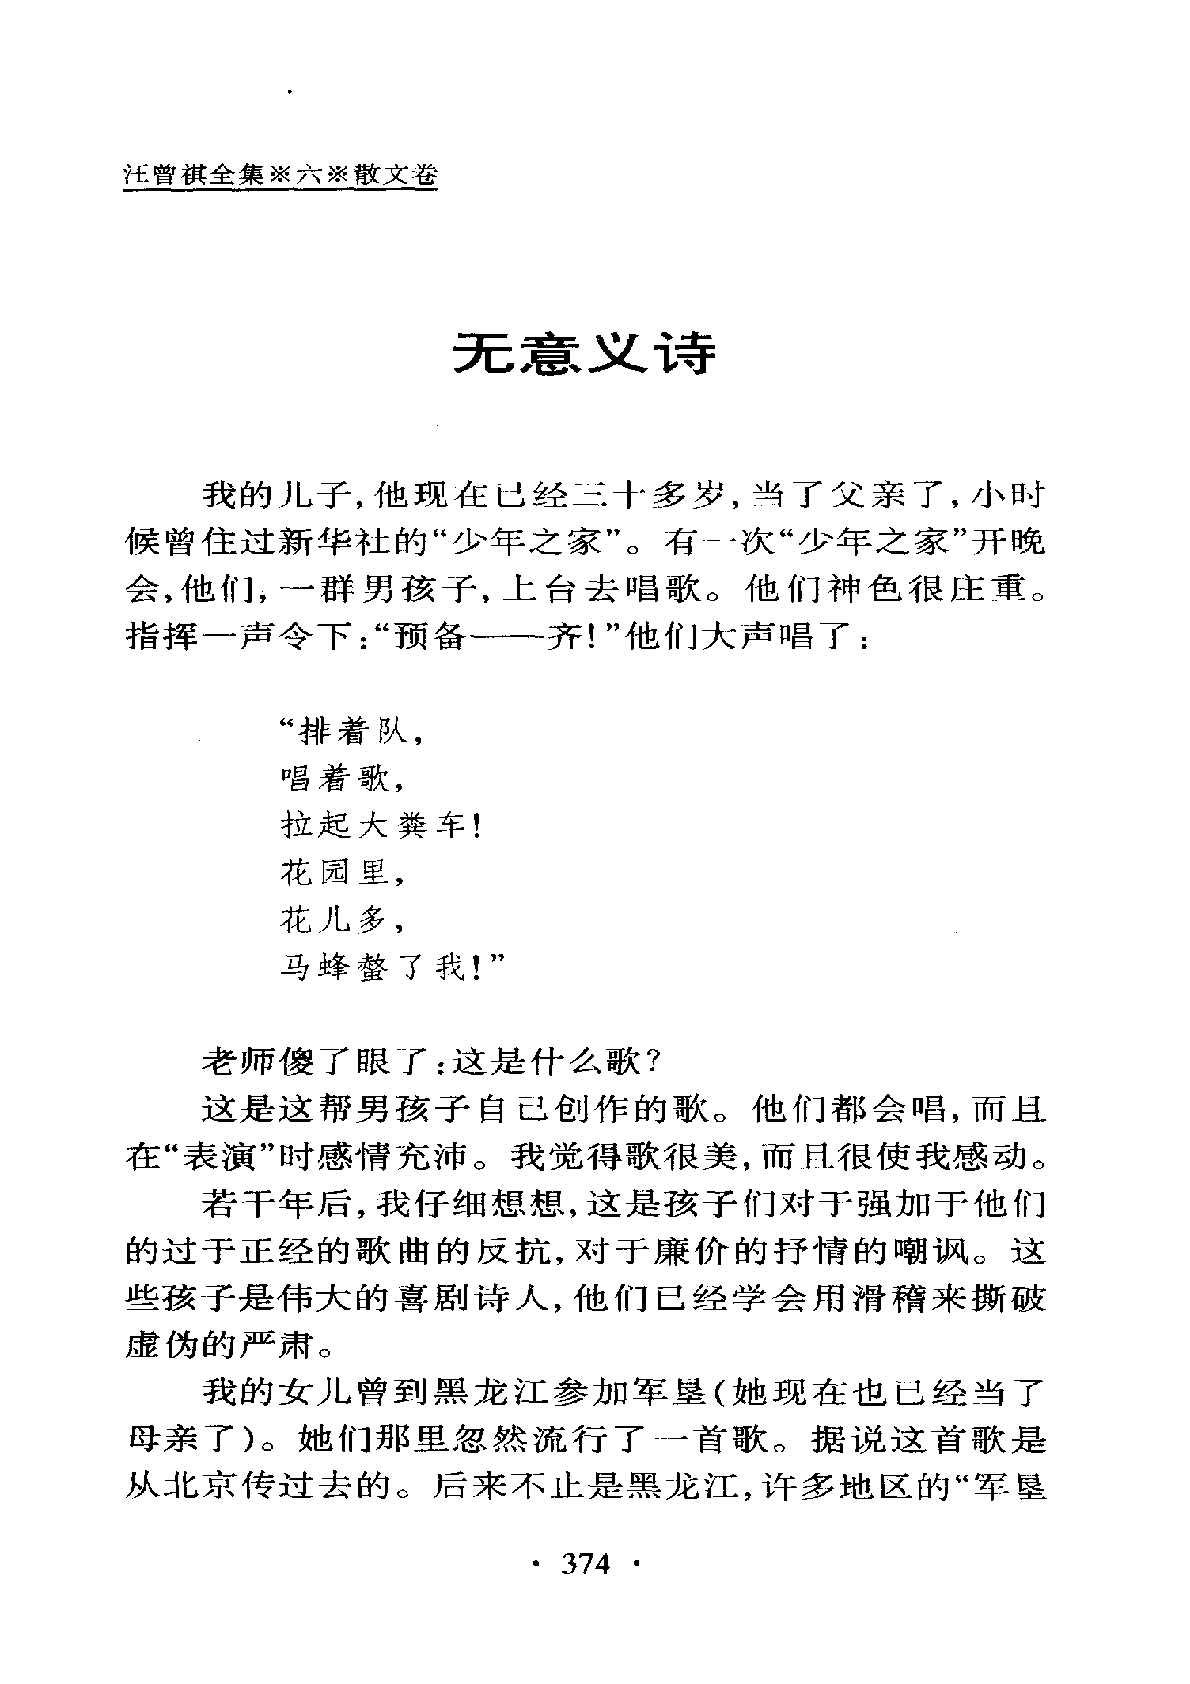 汪曾祺全集※六※散文卷
无意义诗
我的儿子,他现在已经三十多岁,当了父亲了,小时
候曾住过新华社的“少年之家”。有一次“少年之家”开晚
会,他们,一群男孩子,上台去唱歌。他们神色很庄重。
指挥一声令下:“预备——齐!”他们大声唱了:
“排着队,
唱着歌,
拉起大粪车!
花园里,
花儿多,
马蜂螫了我!”
老师傻了眼了:这是什么歌?
这是这帮男孩子自己创作的歌。他们都会唱,而且
在“表演”时感情充沛。我觉得歌很美,而且很使我感动。
若干年后,我仔细想想,这是孩子们对于强加于他们
的过于正经的歌曲的反抗,对于廉价的抒情的嘲讽。这
些孩子是伟大的喜剧诗人,他们已经学会用滑稽来撕破
虚伪的严肃。
我的女儿曾到黑龙江参加军垦(她现在也已经当了
母亲了)。她们那里忽然流行了一首歌。据说这首歌是
从北京传过去的。后来不止是黑龙江,许多地区的“军垦
· 374 ·